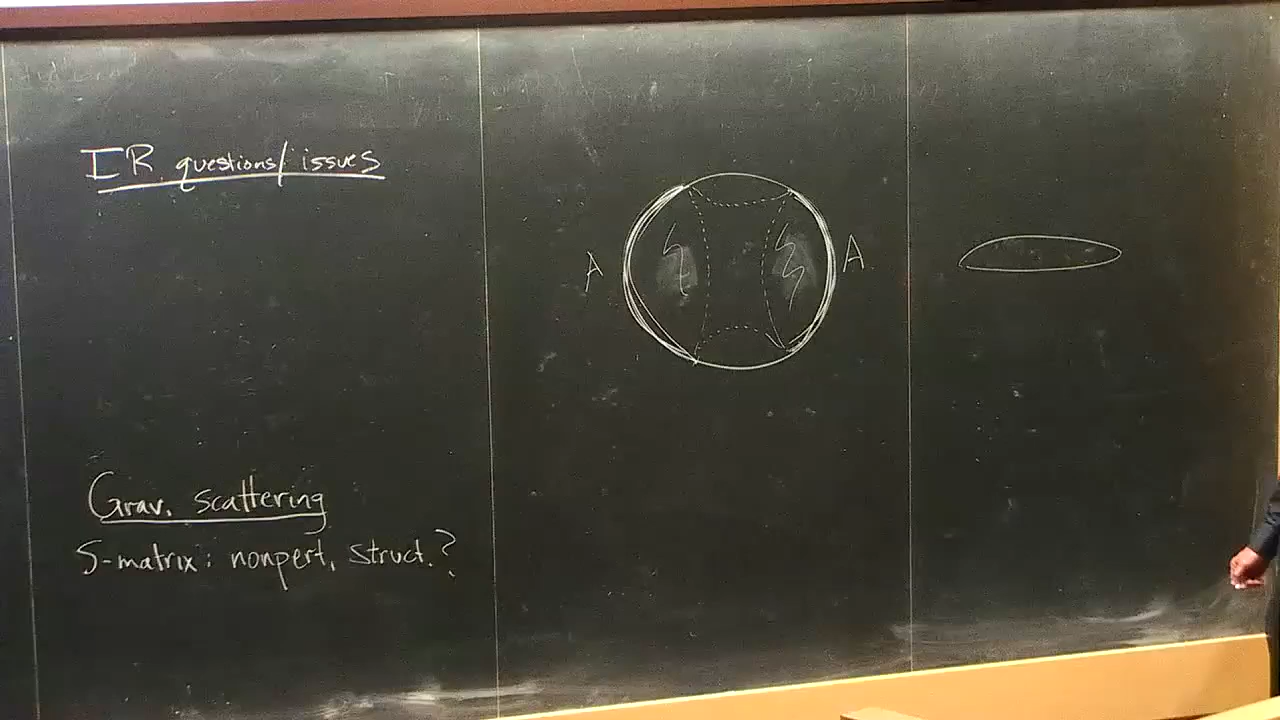 IR questions/issues
A A
Grav. scattering
S-matrix: nonpert. struct.?